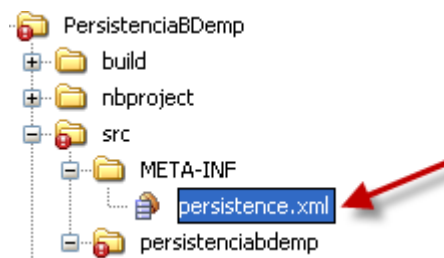 PersistenciaBDemp
build
nbproject
src
META-INF
persistence.xml
persistenciabdemp